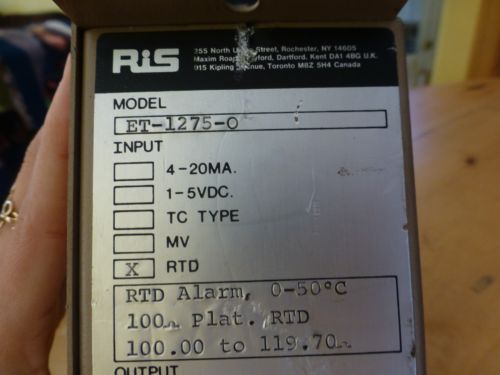 RIS
255 North Street, Rochester, NY 14605
Maxim Road, Dartford, Kent DA1 4BG U.K.
915 Kipling Avenue, Toronto M8Z 5H4 Canada
MODEL
ET-1275-0
INPUT
4-20MA.
1-5VDC.
TC TYPE
MV
X RTD
RTD Alarm, 0-50°C
100Ω Plat. RTD
100.00 to 119.70Ω
OUTPUT